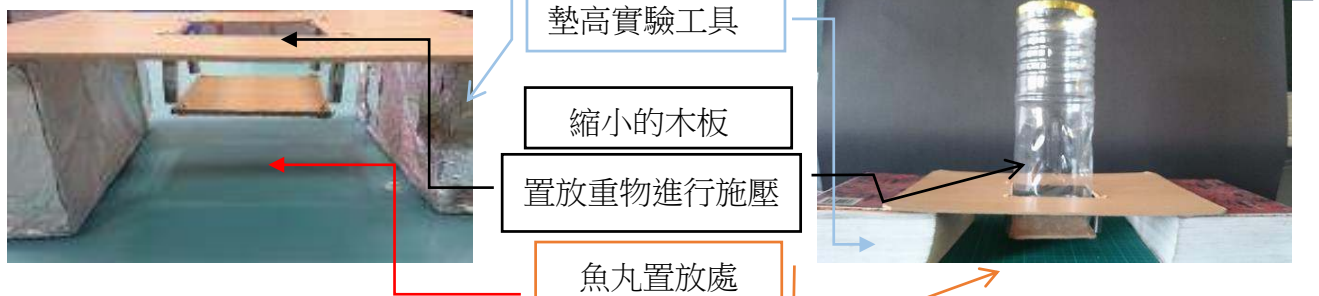 墊高實驗工具
縮小的木板
置放重物進行施壓
魚丸置放處